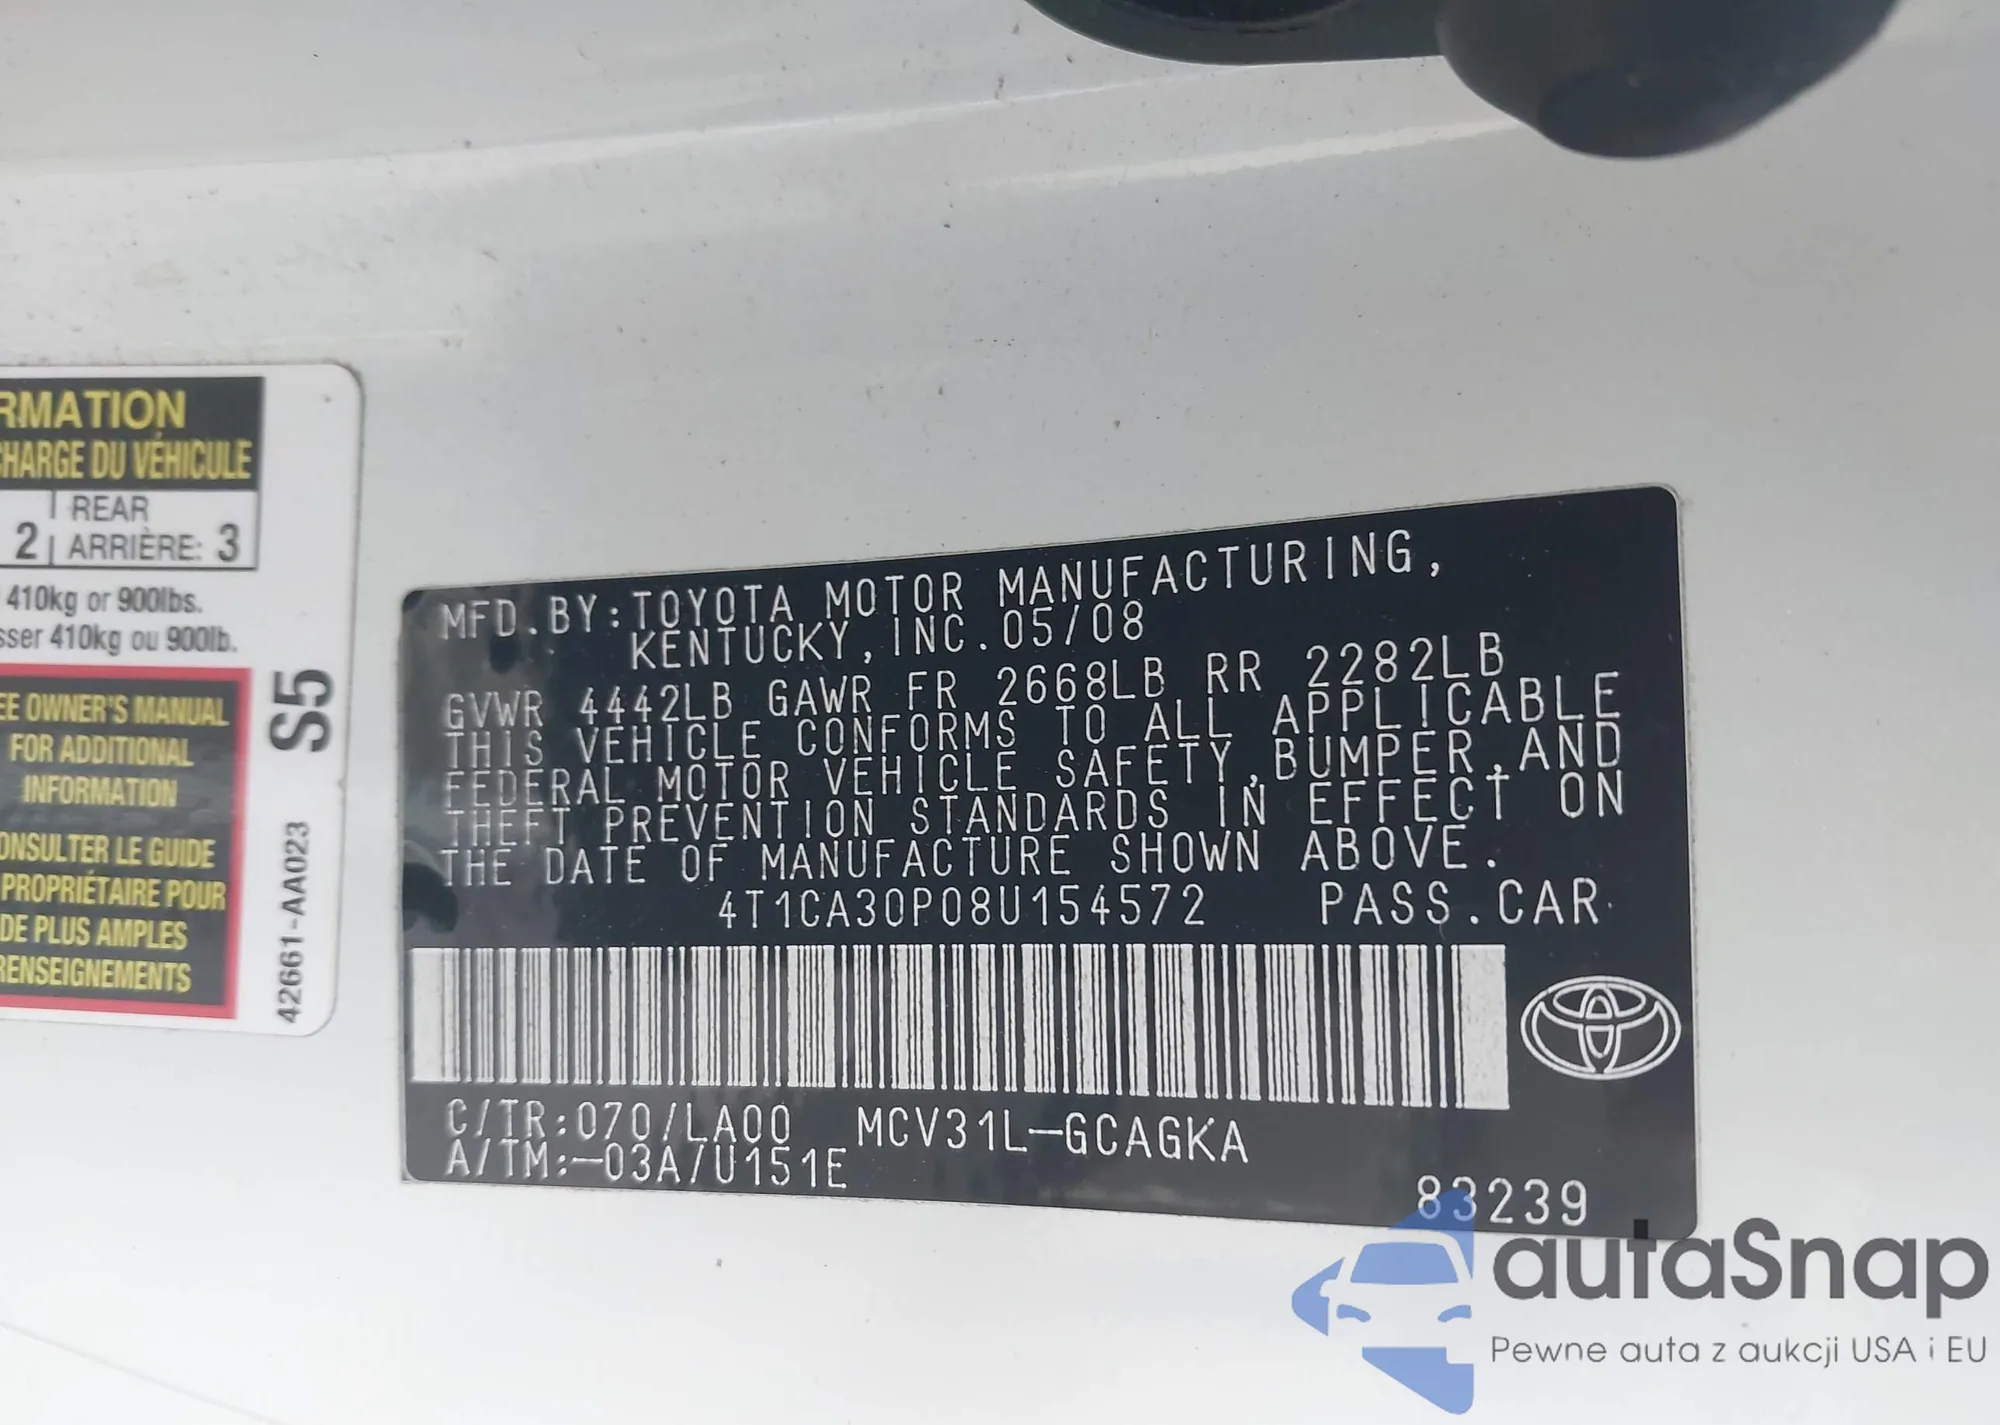 RMATION
CHARGE DU VÉHICULE
2 REAR
ARRIÈRE: 3
410kg or 900lbs.
sser 410kg ou 900lb.
EE OWNER'S MANUAL
FOR ADDITIONAL
INFORMATION
ONSULTER LE GUIDE
PROPRIÉTAIRE POUR
DE PLUS AMPLES
RENSEIGNEMENTS
S5
42661-AA023
MFD.BY:TOYOTA MOTOR MANUFACTURING,
KENTUCKY,INC.05/08
GVWR 4442LB GAWR FR 2668LB RR 2282LB
THIS VEHICLE CONFORMS TO ALL APPLICABLE
FEDERAL MOTOR VEHICLE SAFETY,BUMPER,AND
THEFT PREVENTION STANDARDS IN EFFECT ON
THE DATE OF MANUFACTURE SHOWN ABOVE.
4T1CA30P08U154572 PASS.CAR
C/TR:070/LA00 MCV31L-GCAGKA
A/TM:-03A/U151E
83239
autaSnap
Pewne auta z aukcji USA i EU